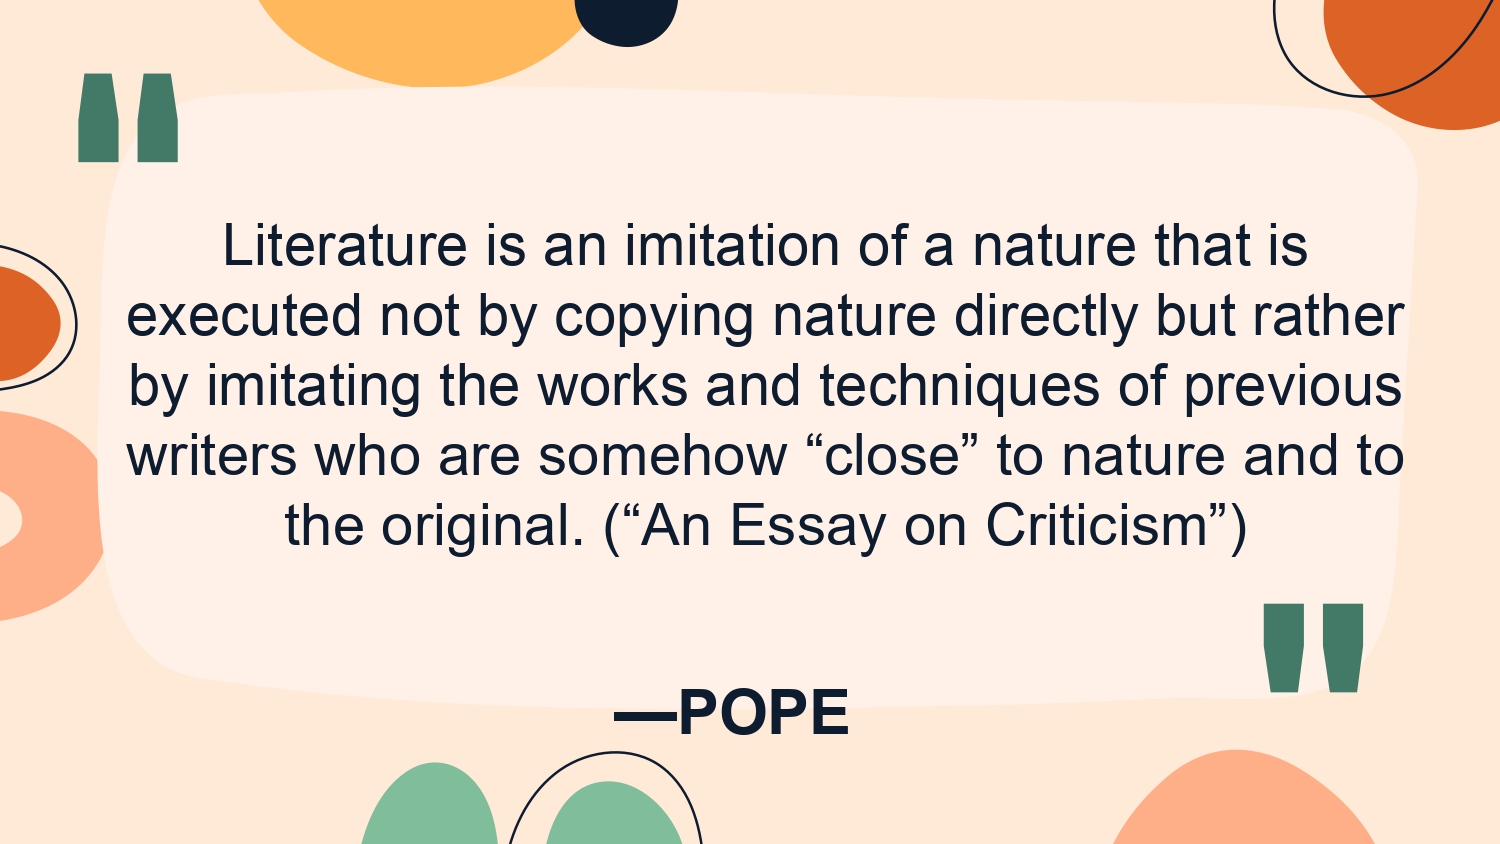 "
Literature is an imitation of a nature that is
executed not by copying nature directly but rather
by imitating the works and techniques of previous
writers who are somehow “close” to nature and to
the original. (“An Essay on Criticism”)
"
—POPE